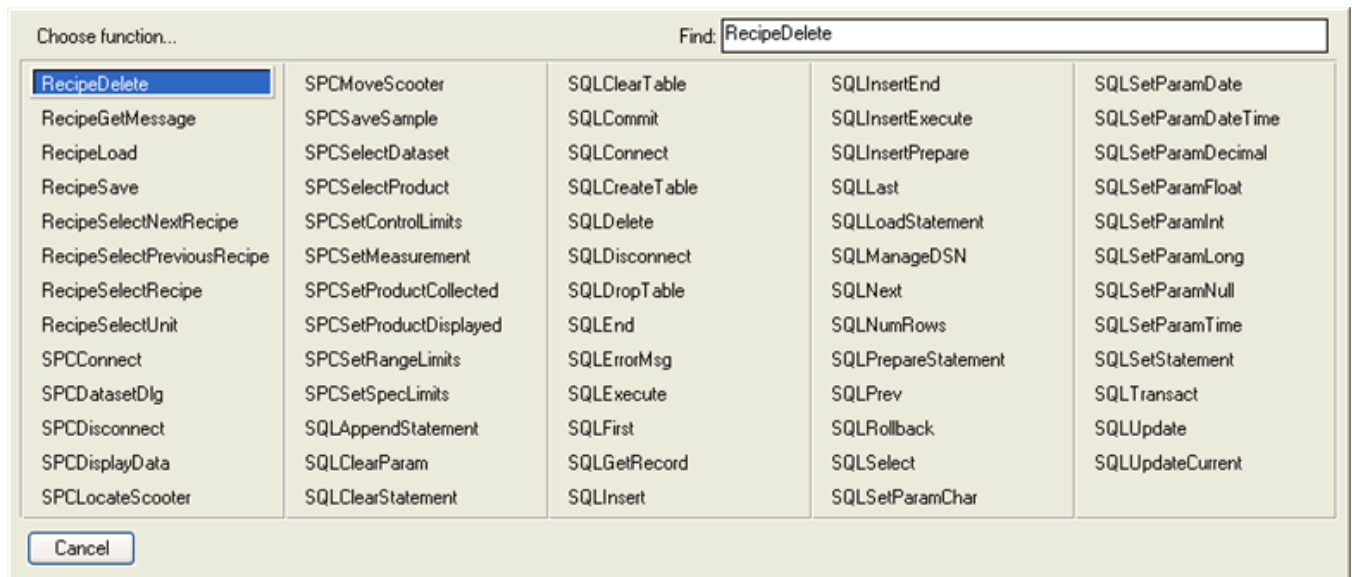 Choose function...
Find: RecipeDelete
RecipeDelete
RecipeGetMessage
RecipeLoad
RecipeSave
RecipeSelectNextRecipe
RecipeSelectPreviousRecipe
RecipeSelectRecipe
RecipeSelectUnit
SPCConnect
SPCDatasetDlg
SPCDisconnect
SPCDisplayData
SPCLocateScooter
SPCMoveScooter
SPCSaveSample
SPCSelectDataset
SPCSelectProduct
SPCSetControlLimits
SPCSetMeasurement
SPCSetProductCollected
SPCSetProductDisplayed
SPCSetRangeLimits
SPCSetSpecLimits
SQLAppendStatement
SQLClearParam
SQLClearStatement
SQLClearTable
SQLCommit
SQLConnect
SQLCreateTable
SQLDelete
SQLDisconnect
SQLDropTable
SQLEnd
SQLErrorMsg
SQLExecute
SQLFirst
SQLGetRecord
SQLInsert
SQLInsertEnd
SQLInsertExecute
SQLInsertPrepare
SQLLast
SQLLoadStatement
SQLManageDSN
SQLNext
SQLNumRows
SQLPrepareStatement
SQLPrev
SQLRollback
SQLSelect
SQLSetParamChar
SQLSetParamDate
SQLSetParamDateTime
SQLSetParamDecimal
SQLSetParamFloat
SQLSetParamInt
SQLSetParamLong
SQLSetParamNull
SQLSetParamTime
SQLSetStatement
SQLTransact
SQLUpdate
SQLUpdateCurrent
Cancel